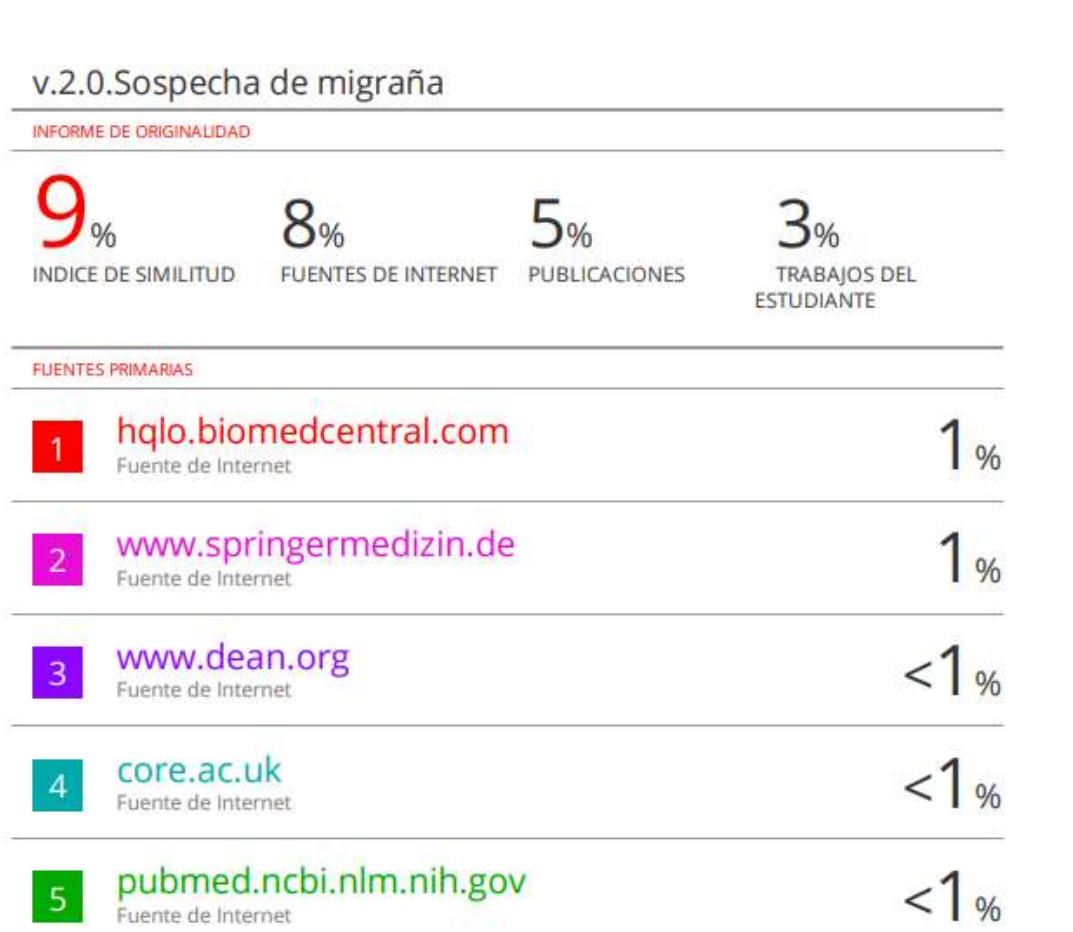 v.2.0.Sospecha de migraña
INFORME DE ORIGINALIDAD
9%
INDICE DE SIMILITUD
8%
FUENTES DE INTERNET
5%
PUBLICACIONES
3%
TRABAJOS DEL
ESTUDIANTE
FUENTES PRIMARIAS
1 hqlo.biomedcentral.com 1%
Fuente de Internet
2 www.springermedizin.de 1%
Fuente de Internet
3 www.dean.org <1%
Fuente de Internet
4 core.ac.uk <1%
Fuente de Internet
5 pubmed.ncbi.nlm.nih.gov <1%
Fuente de Internet